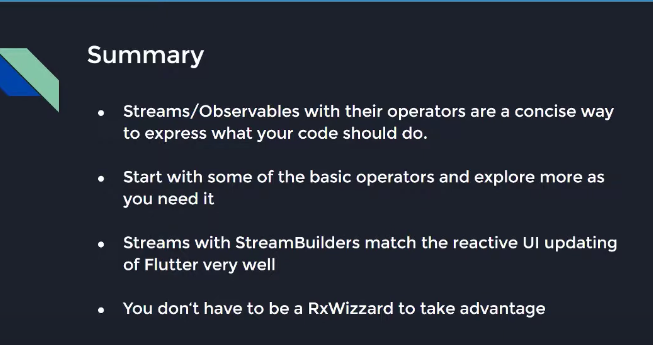 Summary
• Streams/Observables with their operators are a concise way
to express what your code should do.
• Start with some of the basic operators and explore more as
you need it
• Streams with StreamBuilders match the reactive UI updating
of Flutter very well
• You don't have to be a RxWizzard to take advantage